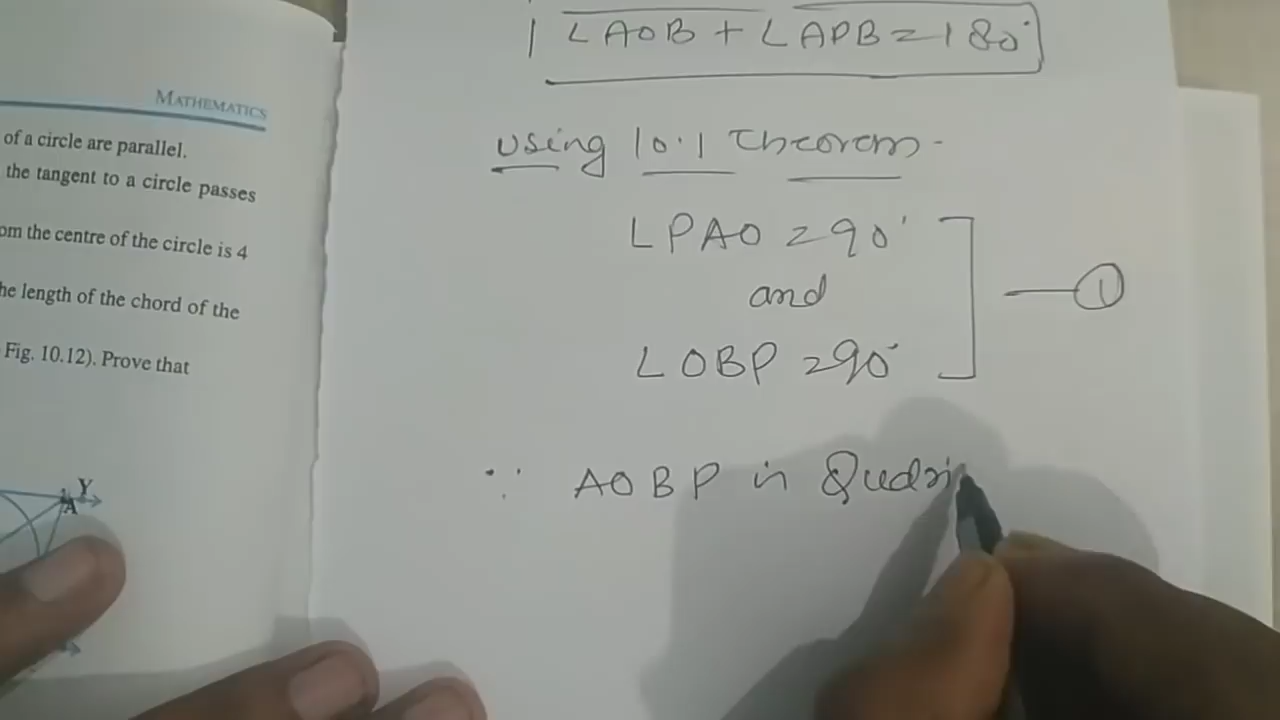 MATHEMATICS
of a circle are parallel.
the tangent to a circle passes
om the centre of the circle is 4
he length of the chord of the
Fig. 10.12). Prove that
Y
A
∠AOB + ∠APB = 180°
using 10.1 Theorem -
∠PAO = 90°
and
∠OBP = 90°
①
∵ AOBP in Qudri